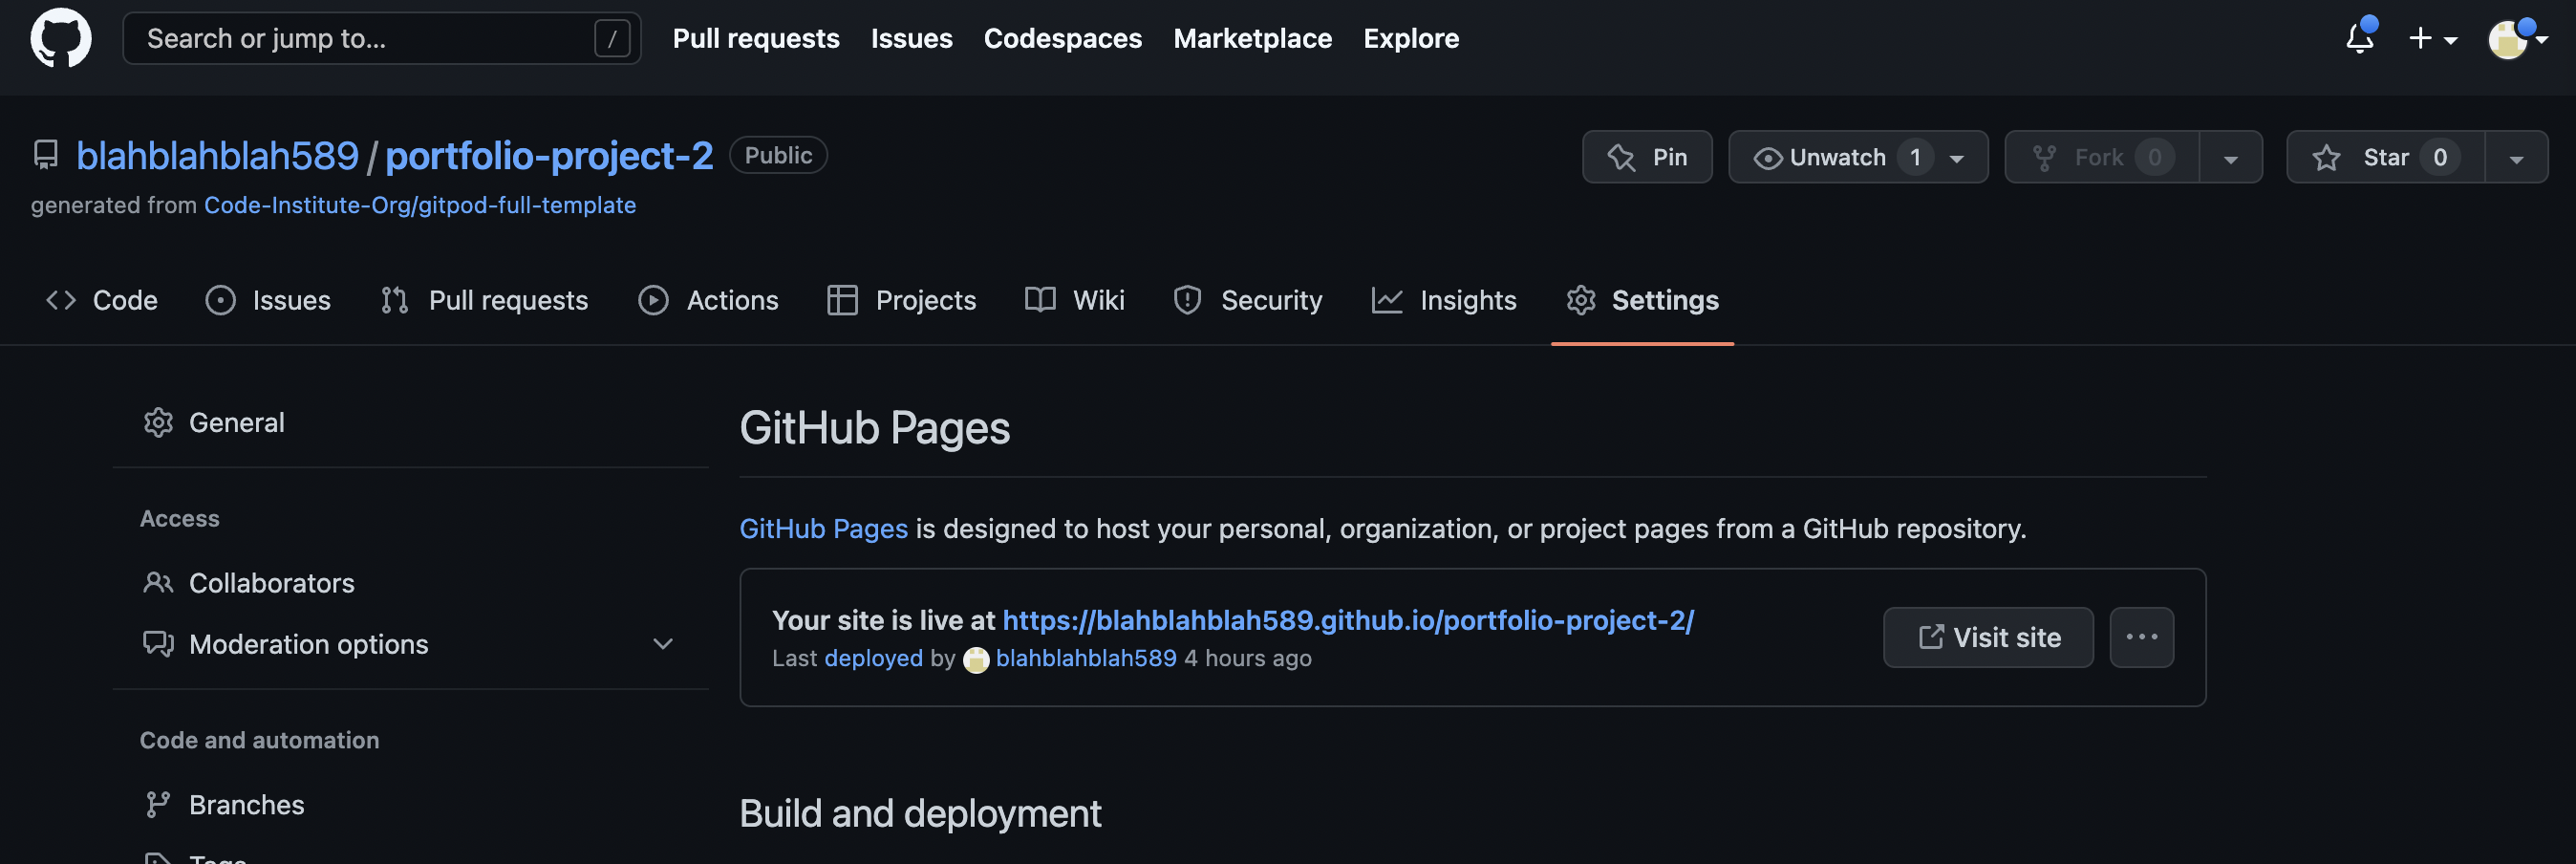 Search or jump to... / Pull requests Issues Codespaces Marketplace Explore
blahblahblah589 / portfolio-project-2 Public Pin Unwatch 1 Fork 0 Star 0
generated from Code-Institute-Org/gitpod-full-template
Code Issues Pull requests Actions Projects Wiki Security Insights Settings
General
Access
Collaborators
Moderation options
Code and automation
Branches
Tags
GitHub Pages
GitHub Pages is designed to host your personal, organization, or project pages from a GitHub repository.
Your site is live at https://blahblahblah589.github.io/portfolio-project-2/
Last deployed by blahblahblah589 4 hours ago
Visit site
Build and deployment